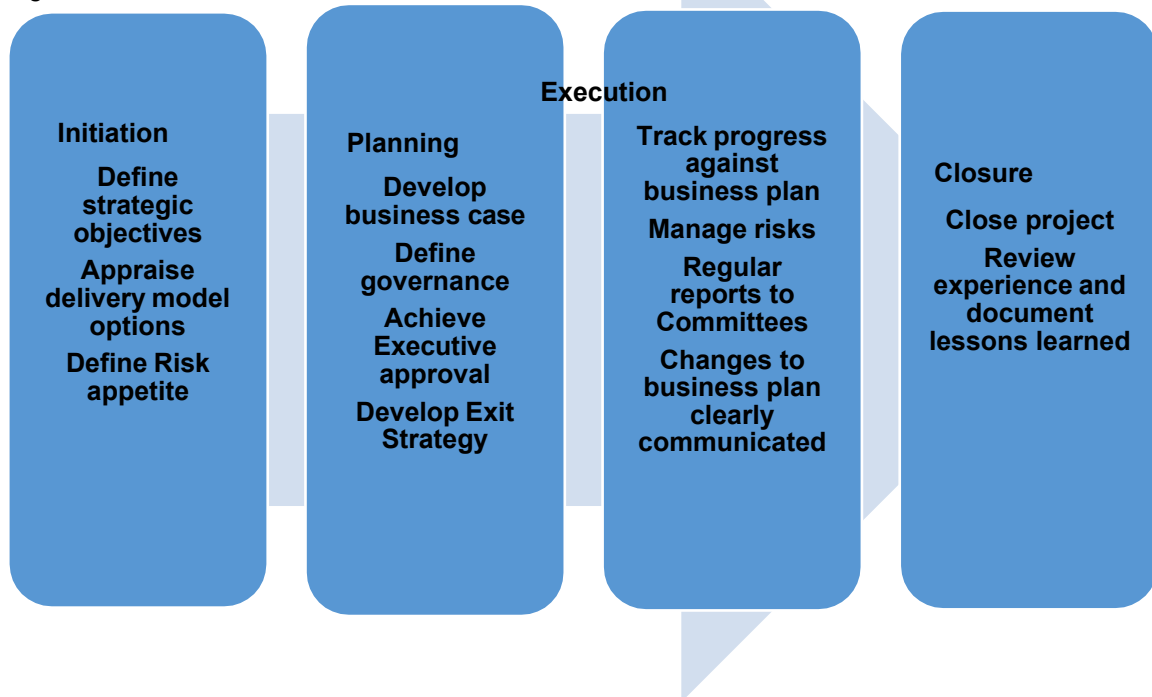 Initiation
Define
strategic
objectives
Appraise
delivery model
options
Define Risk
appetite
Planning
Develop
business case
Define
governance
Achieve
Executive
approval
Develop Exit
Strategy
Execution
Track progress
against
business plan
Manage risks
Regular
reports to
Committees
Changes to
business plan
clearly
communicated
Closure
Close project
Review
experience and
document
lessons learned